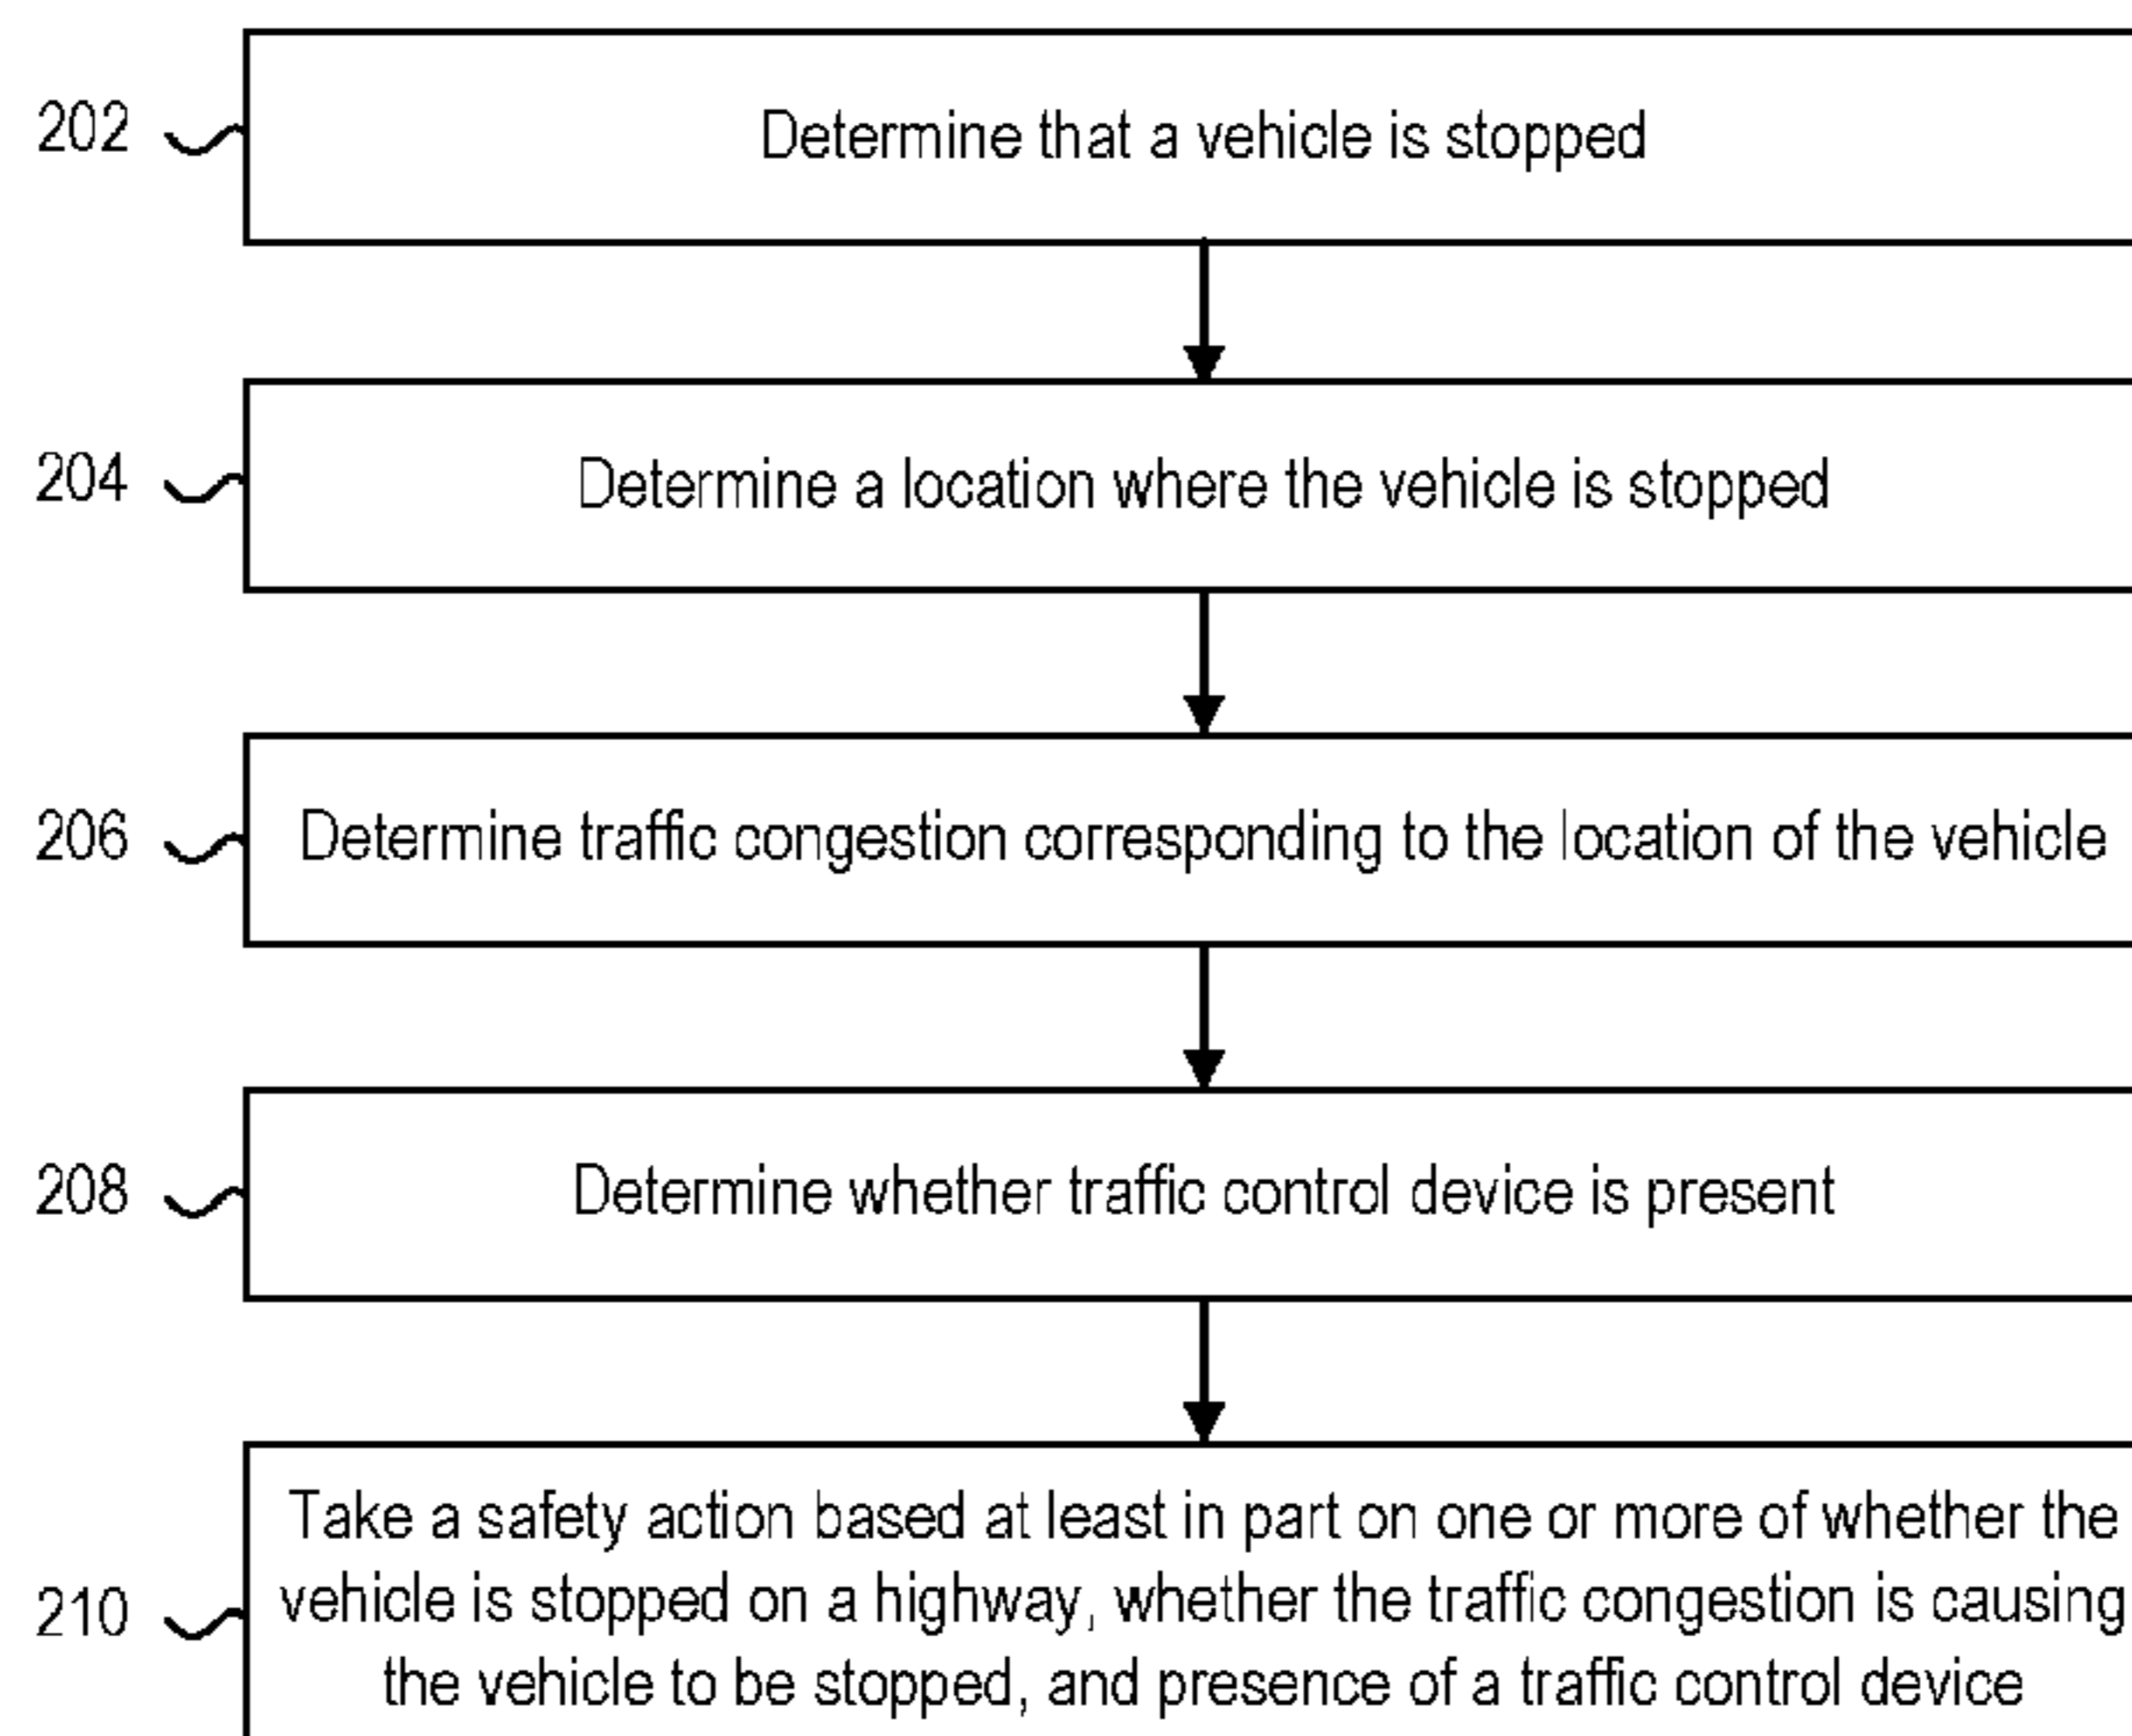 202 Determine that a vehicle is stopped
204 Determine a location where the vehicle is stopped
206 Determine traffic congestion corresponding to the location of the vehicle
208 Determine whether traffic control device is present
Take a safety action based at least in part on one or more of whether the
210 vehicle is stopped on a highway, whether the traffic congestion is causing
the vehicle to be stopped, and presence of a traffic control device